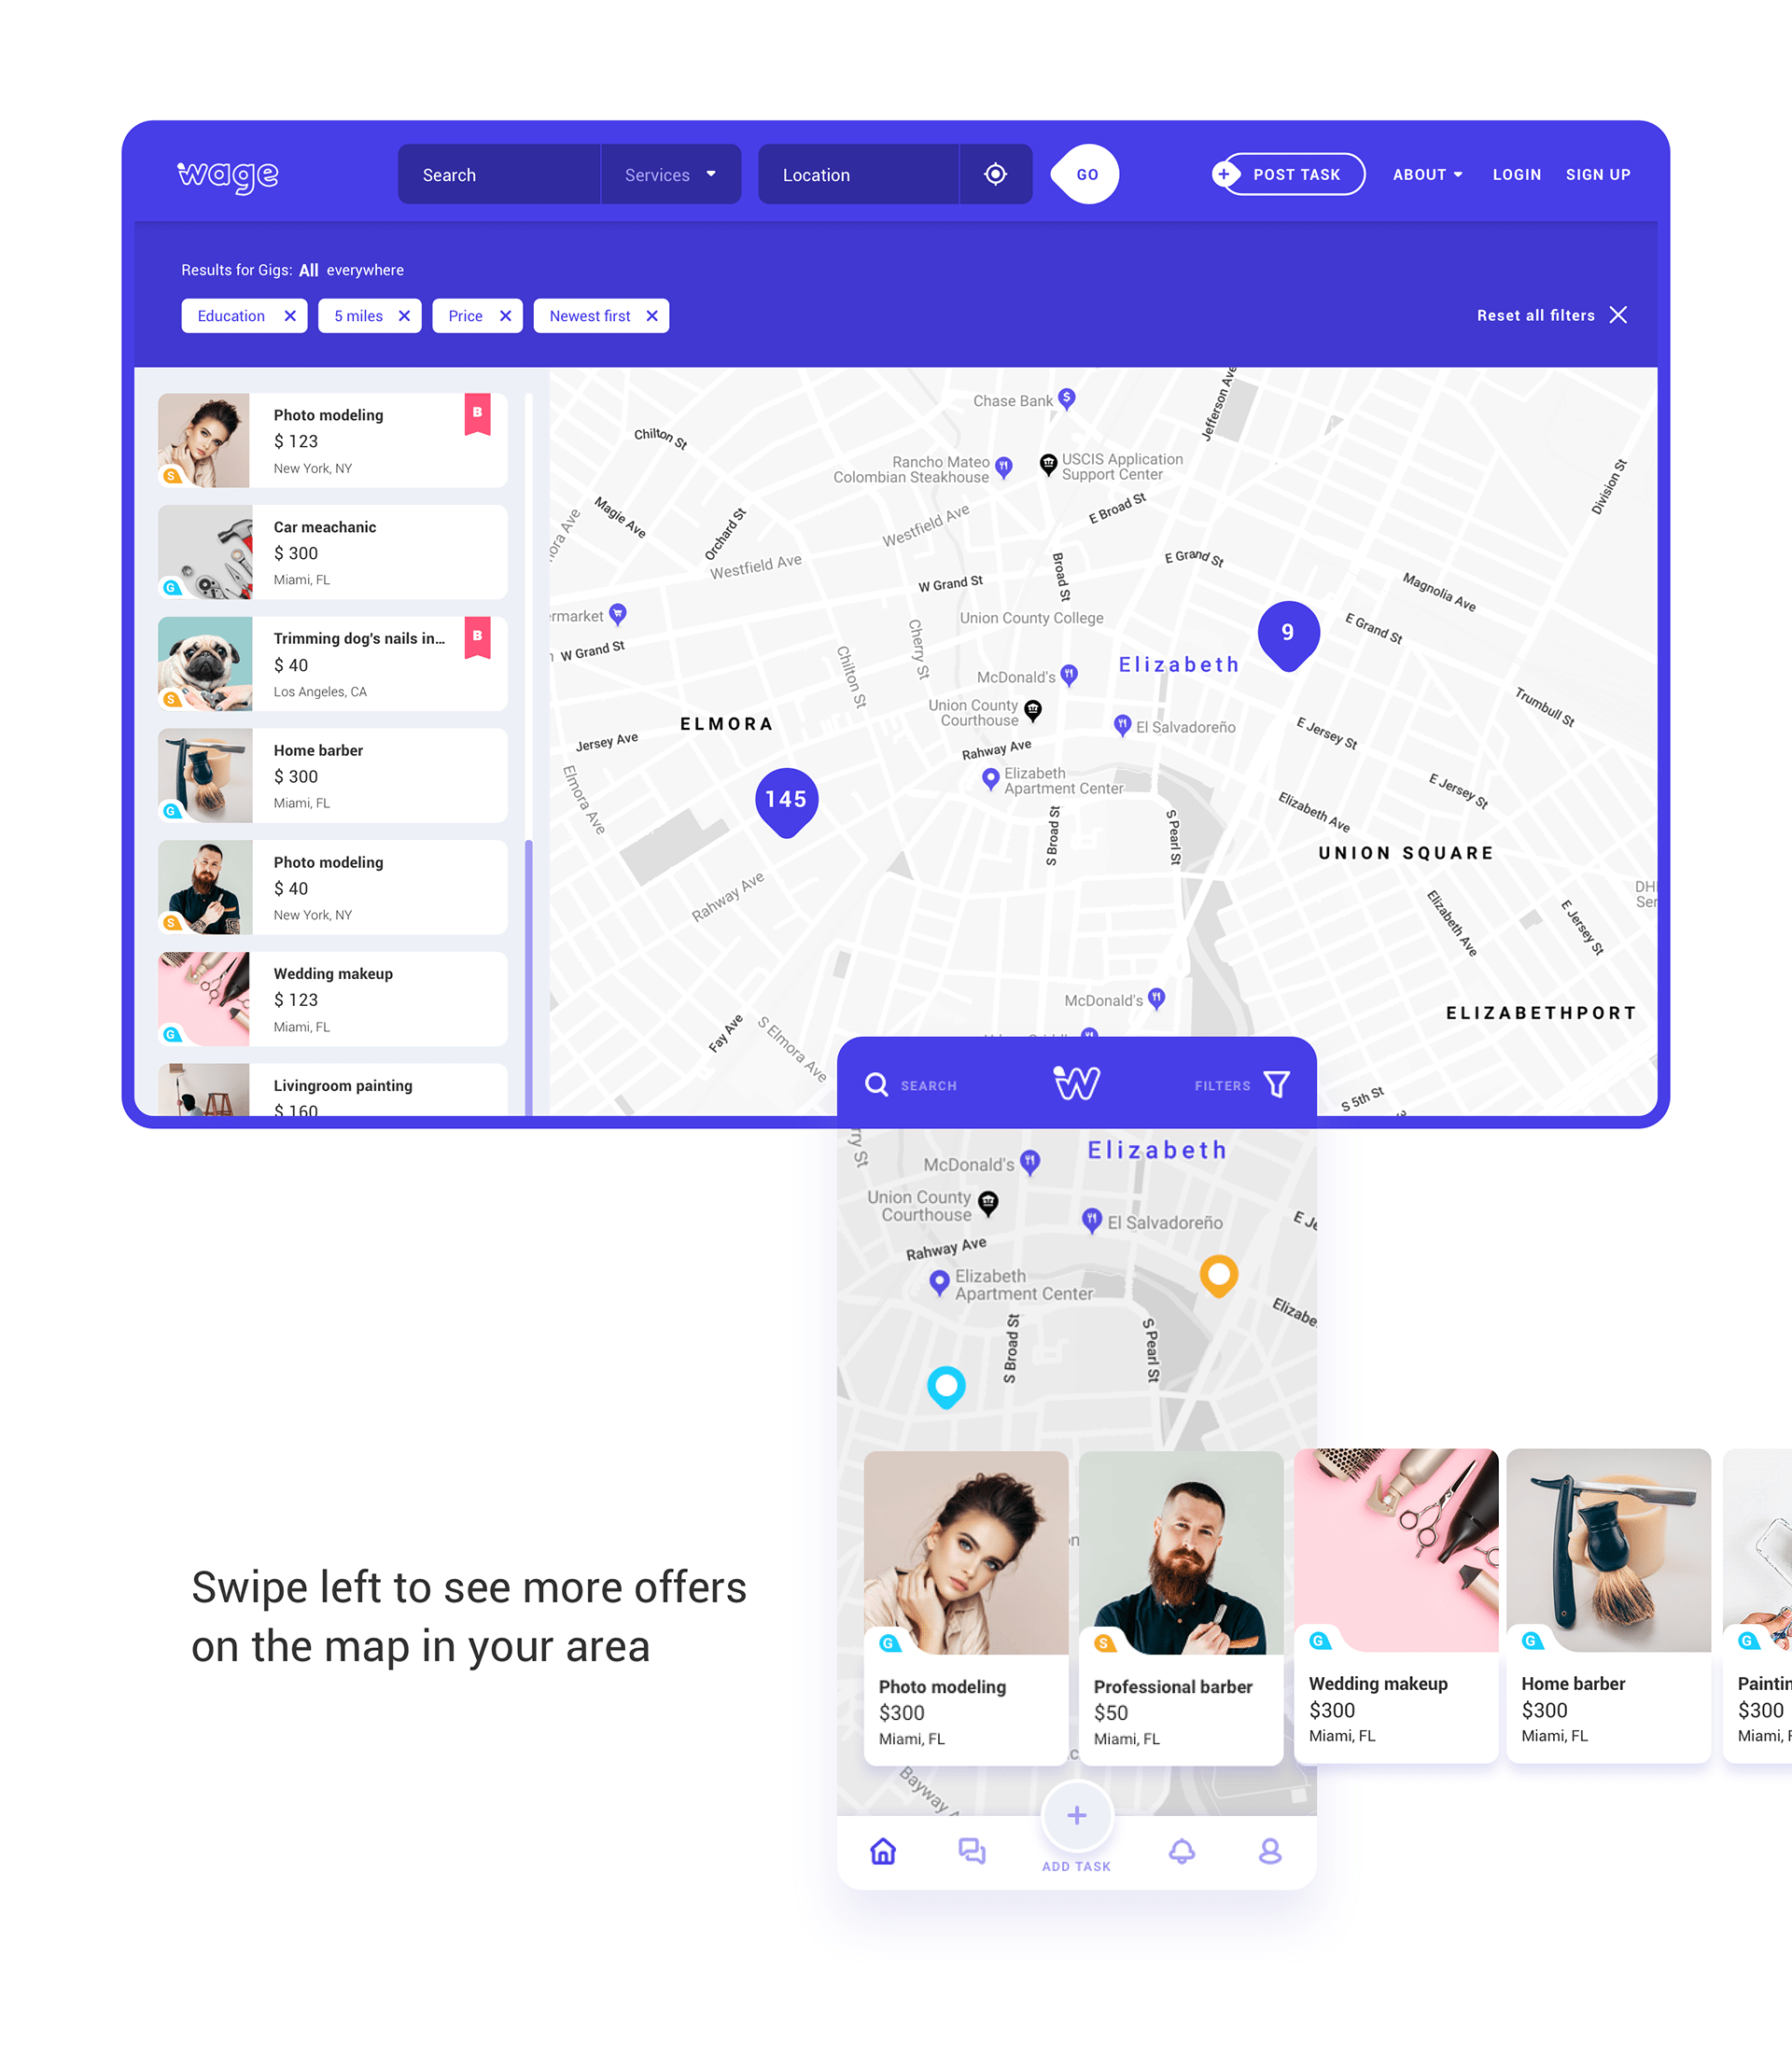 wage
Search
Services
Location
GO
POST TASK
ABOUT
LOGIN
SIGN UP
Results for Gigs: All everywhere
Education
5 miles
Price
Newest first
Reset all filters
Photo modeling
$ 123
New York, NY
S
B
Car meachanic
$ 300
Miami, FL
G
Trimming dog's nails in...
$ 40
Los Angeles, CA
S
B
Home barber
$ 300
Miami, FL
G
Photo modeling
$ 40
New York, NY
S
Wedding makeup
$ 123
Miami, FL
G
Livingroom painting
$ 160
Chase Bank
Jefferson Ave
Chilton St
Rancho Mateo
Colombian Steakhouse
USCIS Application
Support Center
Division St
Magie Ave
Orchard St
Westfield Ave
E Broad St
Westfield Ave
W Grand St
Broad St
E Grand St
Magnolia Ave
Union County College
E Grand St
9
W Grand St
Cherry St
Chilton St
McDonald's
Elizabeth
Union County
Courthouse
El Salvadoreño
Trumbull St
ELMORA
Jersey Ave
Rahway Ave
E Jersey St
Elmora Ave
145
Elizabeth
Apartment Center
E Jersey St
Elizabeth Ave
S Broad St
S Pearl St
UNION SQUARE
Rahway Ave
Elizabeth Ave
E Jersey St
McDonald's
ELIZABETHPORT
Fay Ave
S Elmora Ave
S 5th St
SEARCH
W
FILTERS
Elizabeth
McDonald's
Union County
Courthouse
El Salvadoreño
Rahway Ave
Elizabeth
Apartment Center
S Broad St
S Pearl St
Swipe left to see more offers
on the map in your area
G
Photo modeling
$300
Miami, FL
S
Professional barber
$50
Miami, FL
G
Wedding makeup
$300
Miami, FL
G
Home barber
$300
Miami, FL
G
$300
Miami,
Bayway
ADD TASK